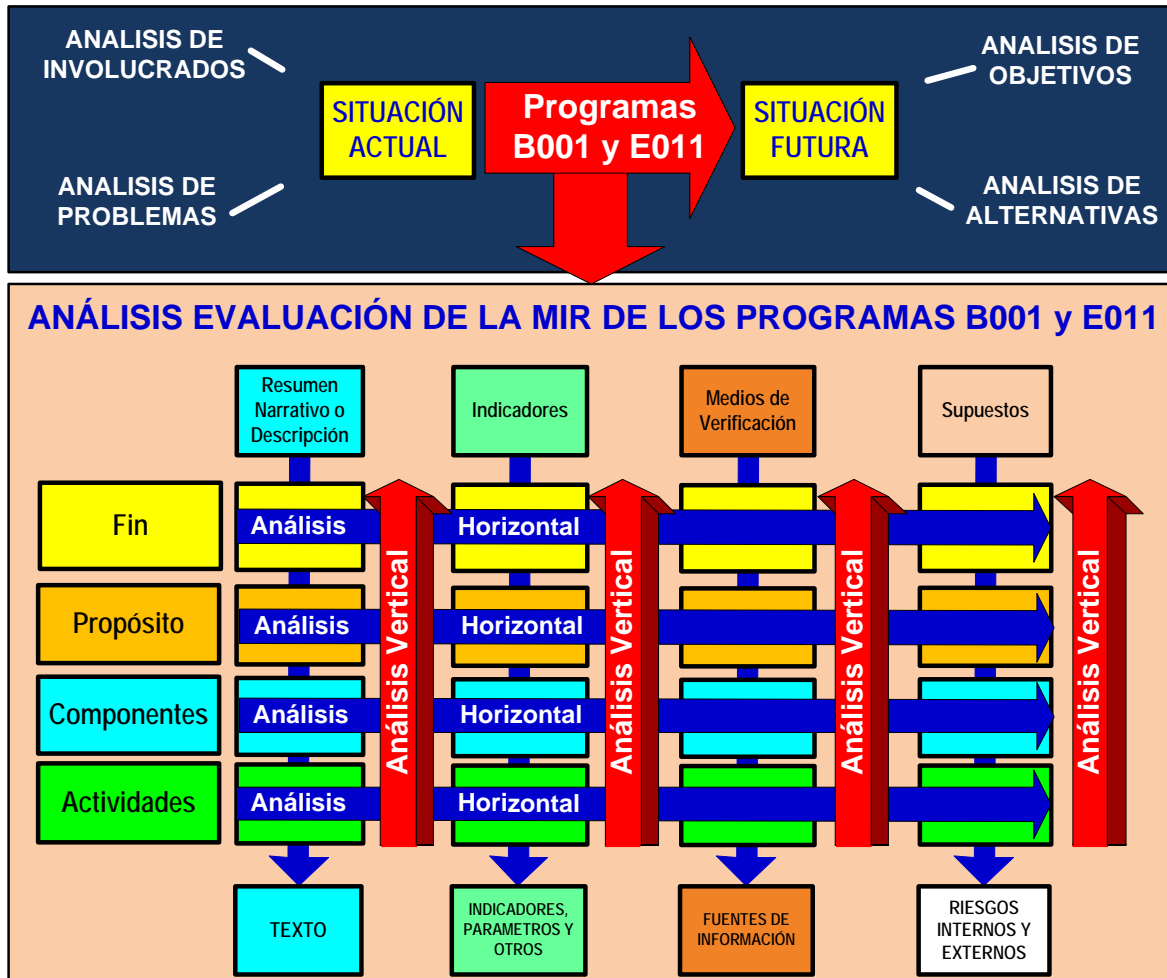 ANALISIS DE
INVOLUCRADOS
ANALISIS DE
PROBLEMAS
SITUACIÓN
ACTUAL
Programas
B001 y E011
SITUACIÓN
FUTURA
ANALISIS DE
OBJETIVOS
ANALISIS DE
ALTERNATIVAS
ANÁLISIS EVALUACIÓN DE LA MIR DE LOS PROGRAMAS B001 y E011
Resumen
Narrativo o
Descripción
Indicadores
Medios de
Verificación
Supuestos
Fin
Análisis
Horizontal
Propósito
Análisis
Horizontal
Componentes
Análisis
Horizontal
Actividades
Análisis
Horizontal
Análisis Vertical
Análisis Vertical
Análisis Vertical
Análisis Vertical
TEXTO
INDICADORES,
PARAMETROS Y
OTROS
FUENTES DE
INFORMACIÓN
RIESGOS
INTERNOS Y
EXTERNOS